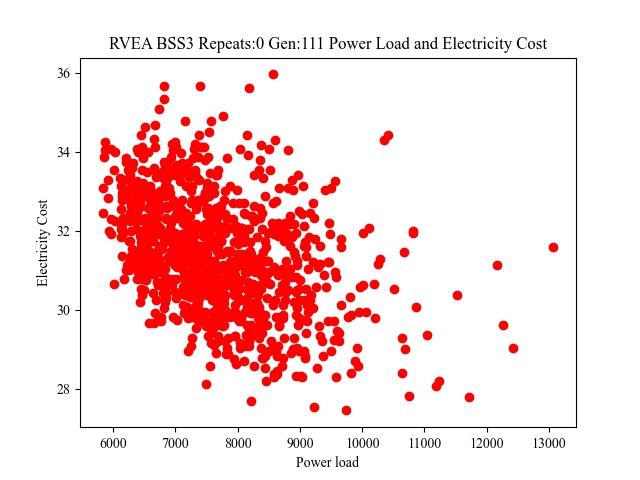 RVEA BSS3 Repeats:0 Gen:111 Power Load and Electricity Cost
36
34
32
30
28
Electricity Cost
6000 7000 8000 9000 10000 11000 12000 13000
Power load